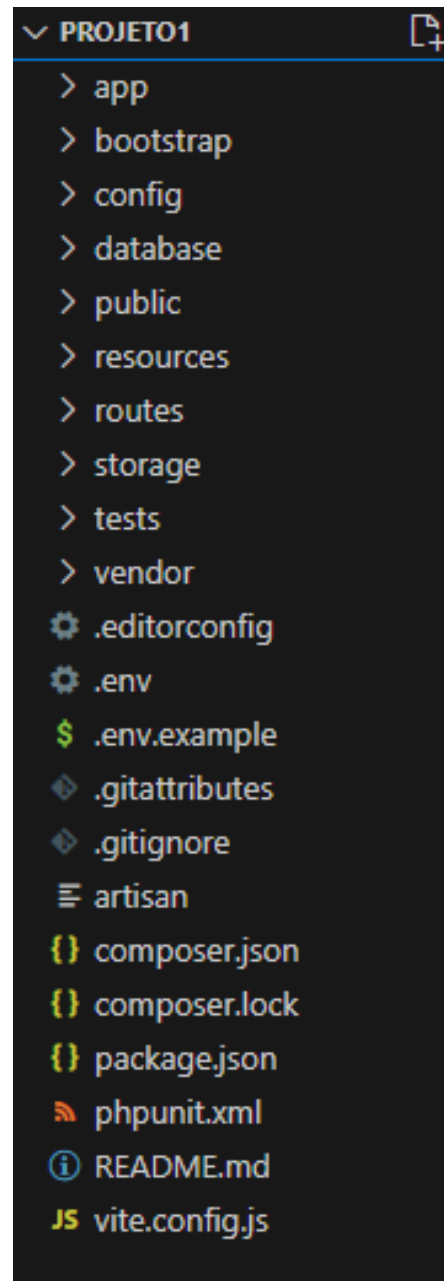 PROJETO1
app
bootstrap
config
database
public
resources
routes
storage
tests
vendor
.editorconfig
.env
$ .env.example
.gitattributes
.gitignore
artisan
{} composer.json
{} composer.lock
{} package.json
phpunit.xml
README.md
JS vite.config.js